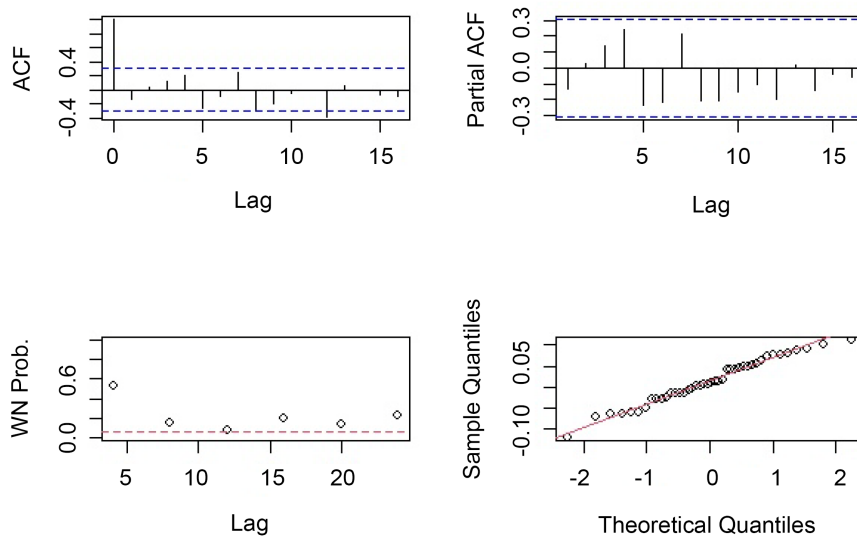 ACF
0.4
-0.4
0 5 10 15
Lag
Partial ACF
0.3
0.0
-0.3
5 10 15
Lag
WN Prob.
0.6
0.0
5 10 15 20
Lag
Sample Quantiles
0.05
-0.10
-2 -1 0 1 2
Theoretical Quantiles